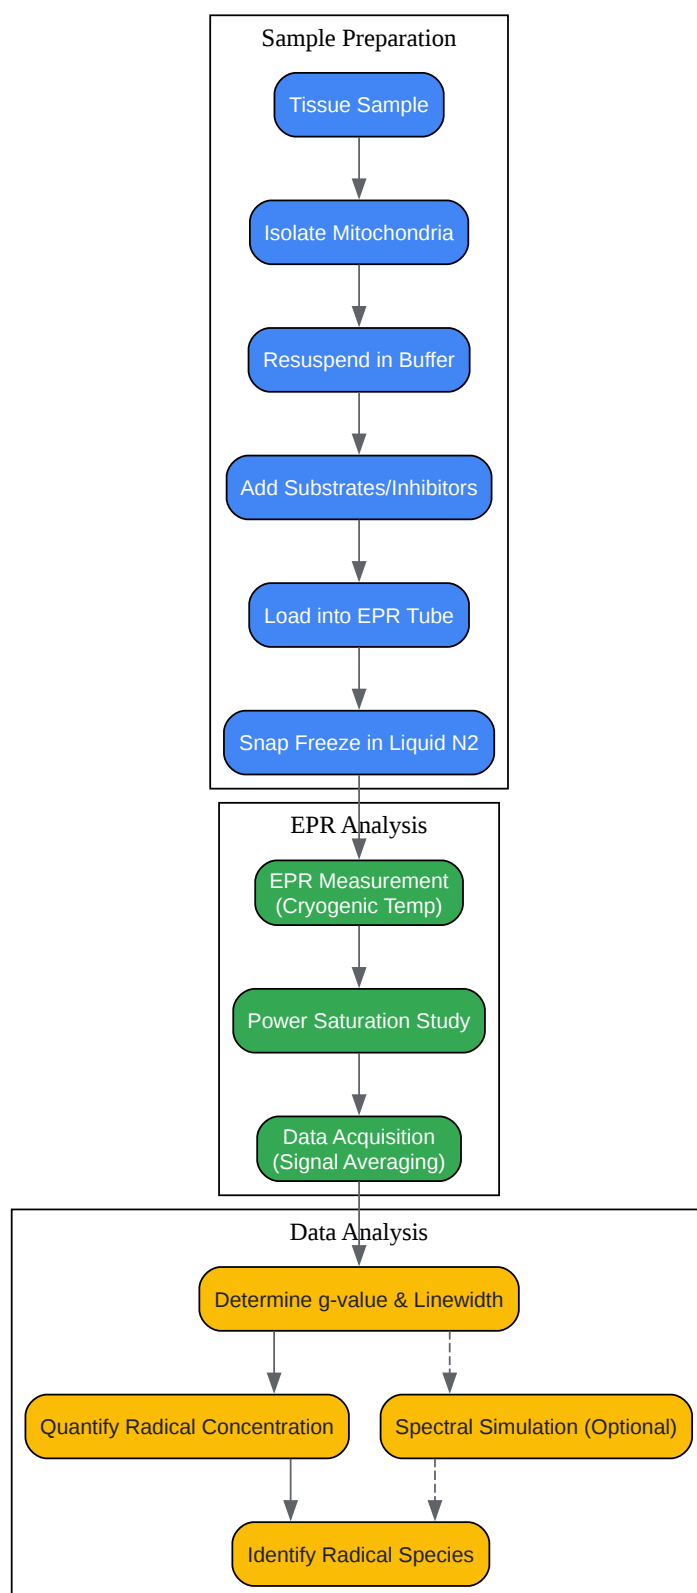 Sample Preparation
Tissue Sample
Isolate Mitochondria
Resuspend in Buffer
Add Substrates/Inhibitors
Load into EPR Tube
Snap Freeze in Liquid N2
EPR Analysis
EPR Measurement
(Cryogenic Temp)
Power Saturation Study
Data Acquisition
(Signal Averaging)
Data Analysis
Determine g-value & Linewidth
Quantify Radical Concentration
Spectral Simulation (Optional)
Identify Radical Species